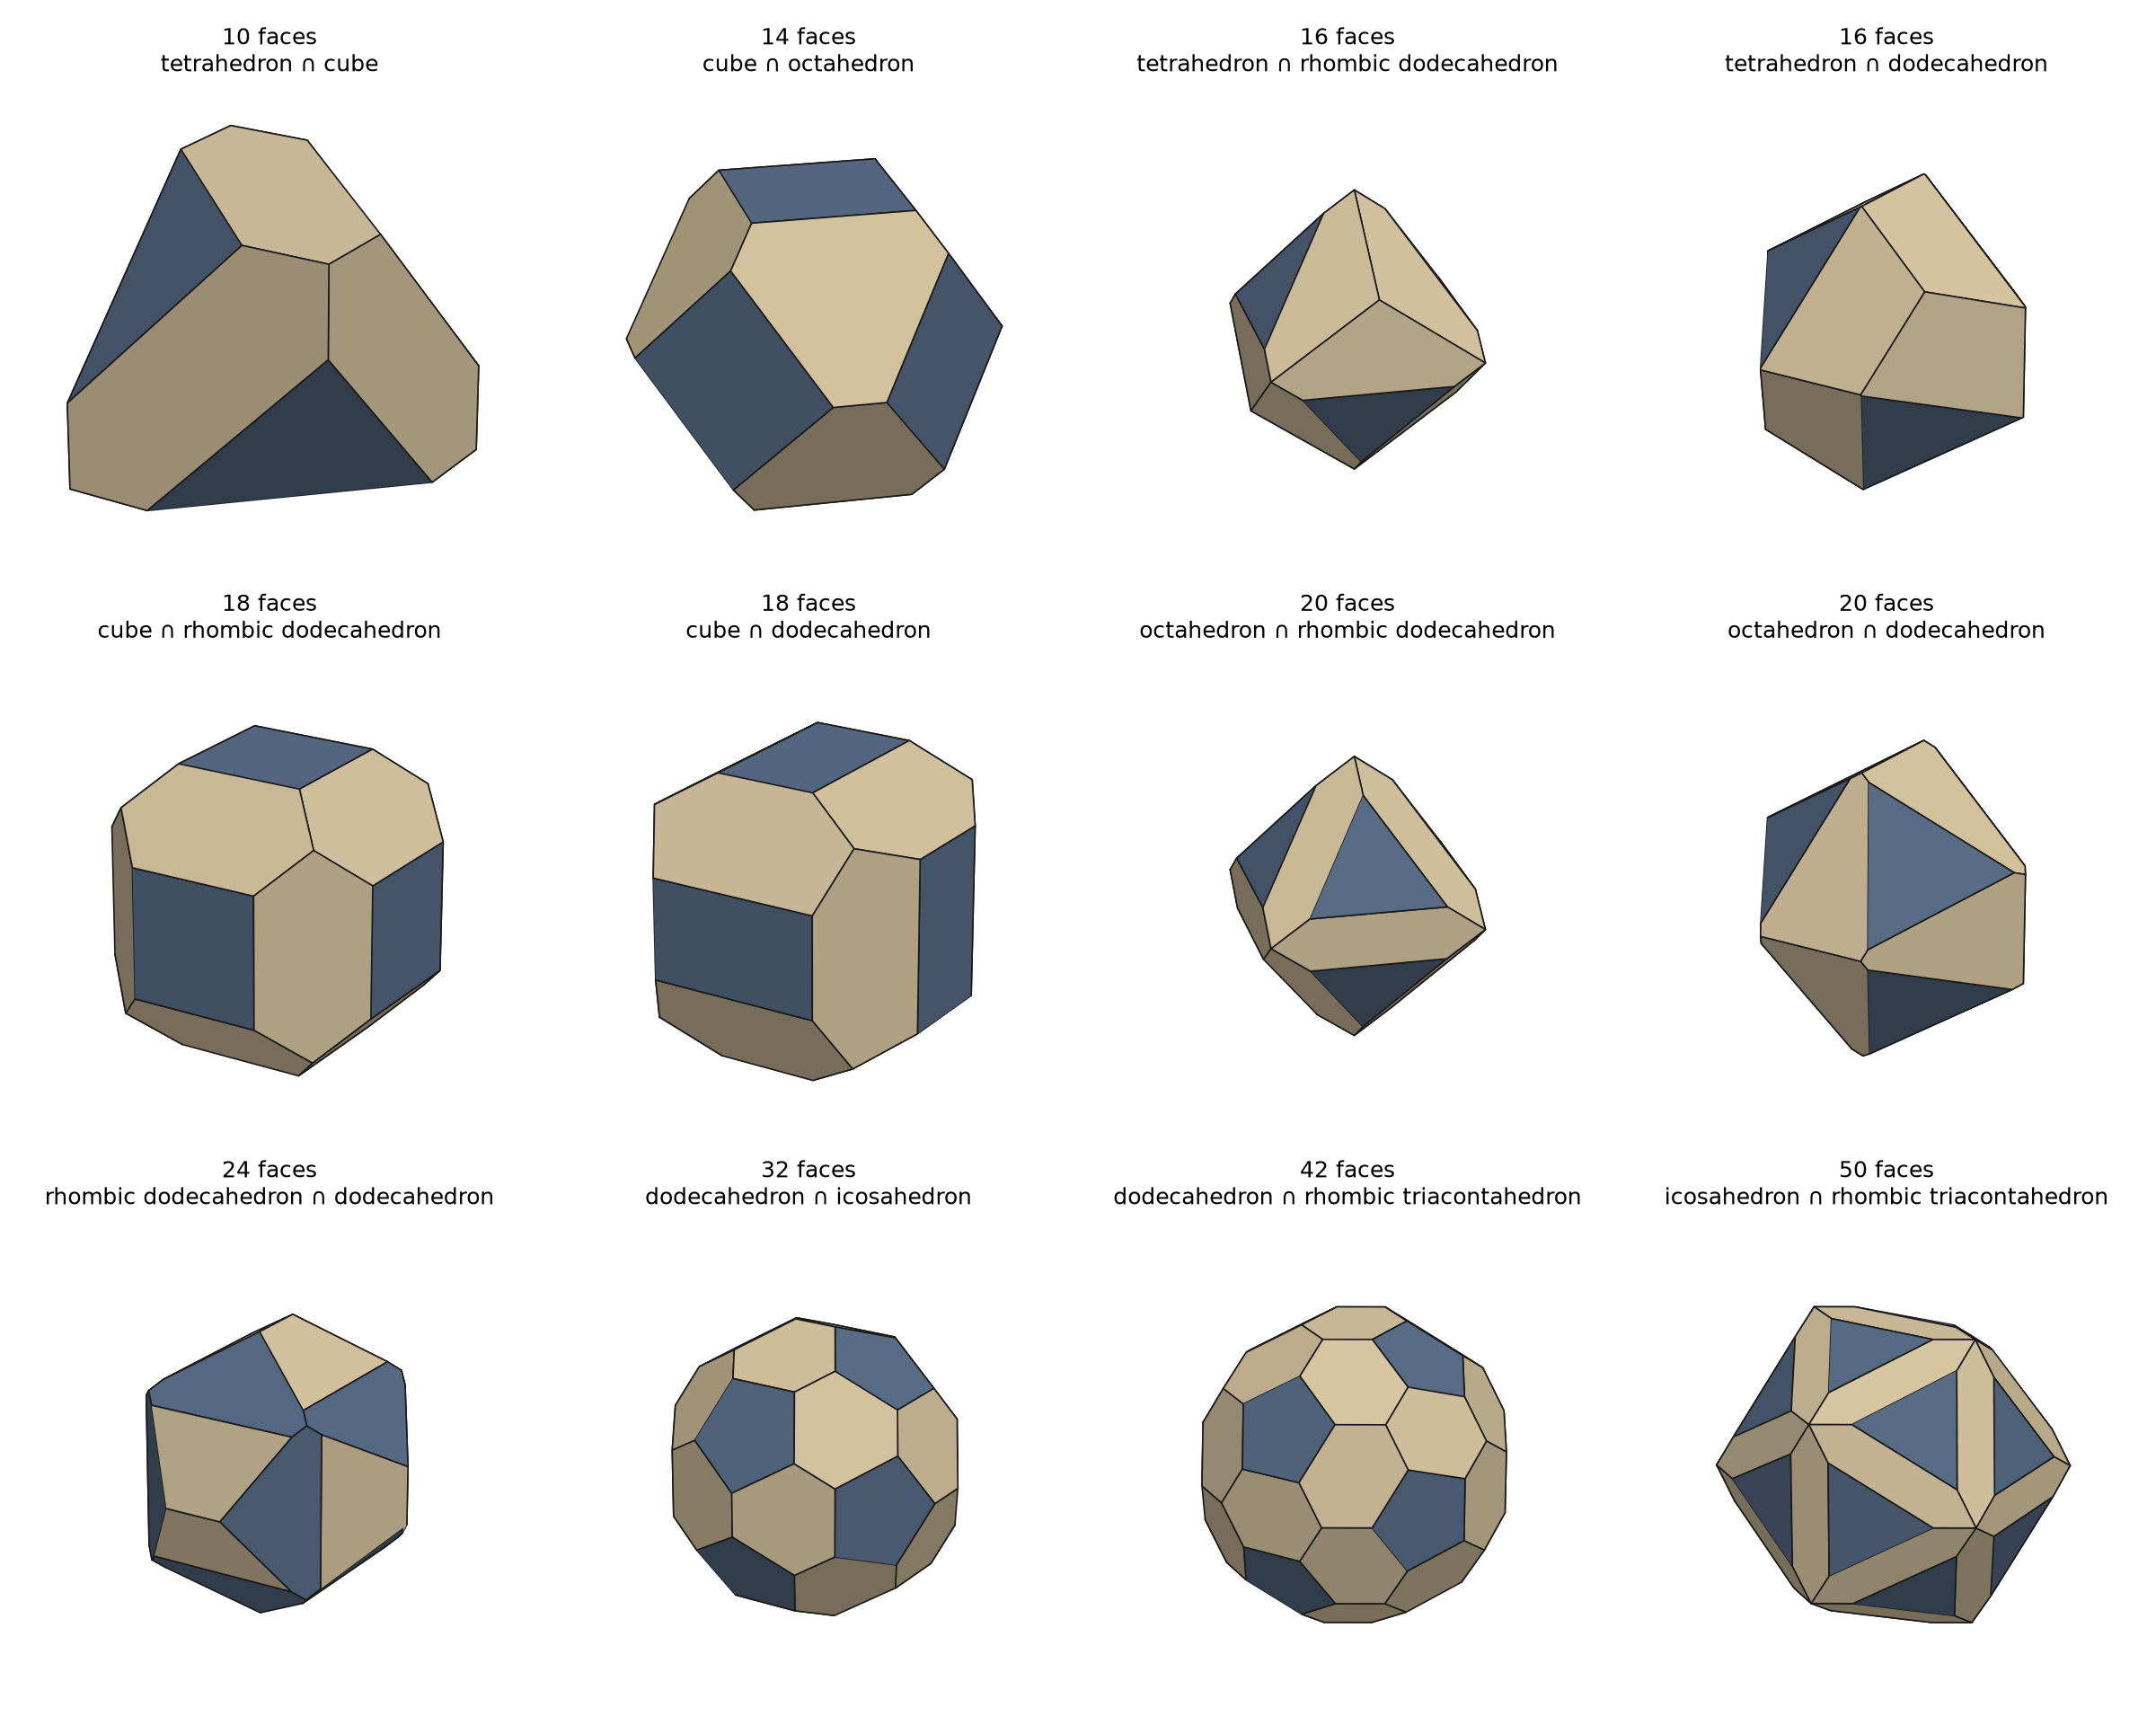 10 faces
tetrahedron ∩ cube
14 faces
cube ∩ octahedron
16 faces
tetrahedron ∩ rhombic dodecahedron
16 faces
tetrahedron ∩ dodecahedron
18 faces
cube ∩ rhombic dodecahedron
18 faces
cube ∩ dodecahedron
20 faces
octahedron ∩ rhombic dodecahedron
20 faces
octahedron ∩ dodecahedron
24 faces
rhombic dodecahedron ∩ dodecahedron
32 faces
dodecahedron ∩ icosahedron
42 faces
dodecahedron ∩ rhombic triacontahedron
50 faces
icosahedron ∩ rhombic triacontahedron